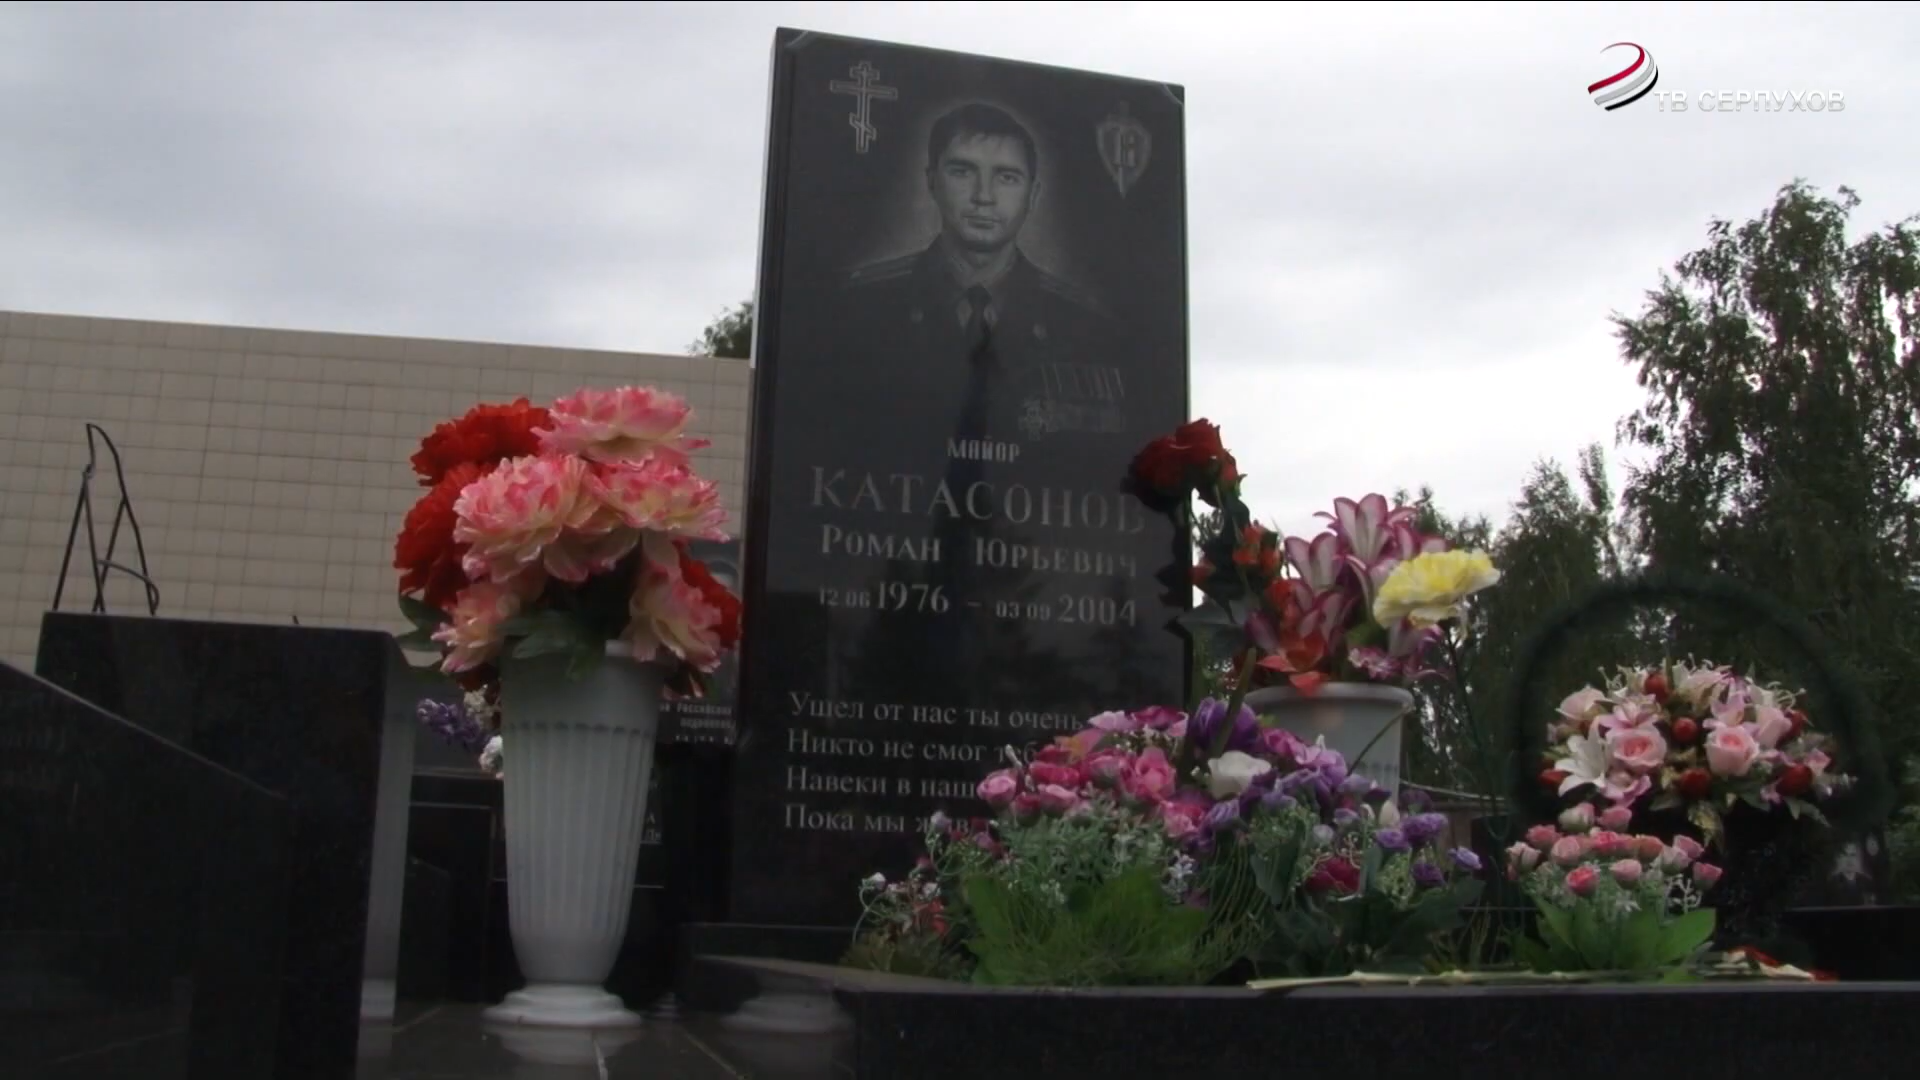 ТВ СЕРПУХОВ
В
МАЙОР
КАТАСОНОВ
РОМАН ЮРЬЕВИЧ
12 06 1976 - 03 09 2004
Ушел от нас ты очень
Никто не смог
Навеки в
Пока мы